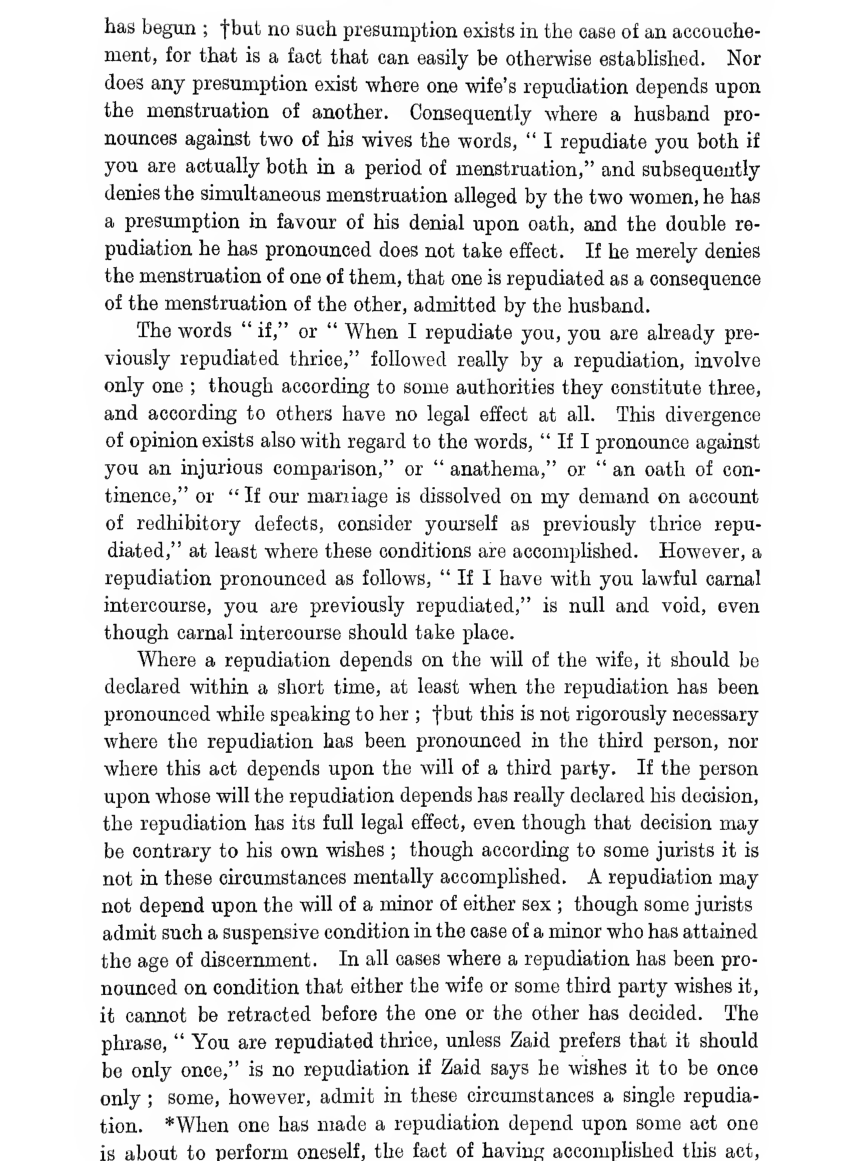 has begun ; †but no such presumption exists in the case of an accouche-
ment, for that is a fact that can easily be otherwise established. Nor
does any presumption exist where one wife's repudiation depends upon
the menstruation of another. Consequently where a husband pro-
nounces against two of his wives the words, “ I repudiate you both if
you are actually both in a period of menstruation,” and subsequently
denies the simultaneous menstruation alleged by the two women, he has
a presumption in favour of his denial upon oath, and the double re-
pudiation he has pronounced does not take effect. If he merely denies
the menstruation of one of them, that one is repudiated as a consequence
of the menstruation of the other, admitted by the husband.
The words “ if,” or “ When I repudiate you, you are already pre-
viously repudiated thrice,” followed really by a repudiation, involve
only one ; though according to some authorities they constitute three,
and according to others have no legal effect at all. This divergence
of opinion exists also with regard to the words, “ If I pronounce against
you an injurious comparison,” or “ anathema,” or “ an oath of con-
tinence,” or “ If our marriage is dissolved on my demand on account
of redhibitory defects, consider yourself as previously thrice repu-
diated,” at least where these conditions are accomplished. However, a
repudiation pronounced as follows, “ If I have with you lawful carnal
intercourse, you are previously repudiated,” is null and void, even
though carnal intercourse should take place.
Where a repudiation depends on the will of the wife, it should be
declared within a short time, at least when the repudiation has been
pronounced while speaking to her ; †but this is not rigorously necessary
where the repudiation has been pronounced in the third person, nor
where this act depends upon the will of a third party. If the person
upon whose will the repudiation depends has really declared his decision,
the repudiation has its full legal effect, even though that decision may
be contrary to his own wishes ; though according to some jurists it is
not in these circumstances mentally accomplished. A repudiation may
not depend upon the will of a minor of either sex ; though some jurists
admit such a suspensive condition in the case of a minor who has attained
the age of discernment. In all cases where a repudiation has been pro-
nounced on condition that either the wife or some third party wishes it,
it cannot be retracted before the one or the other has decided. The
phrase, “ You are repudiated thrice, unless Zaid prefers that it should
be only once,” is no repudiation if Zaid says he wishes it to be once
only ; some, however, admit in these circumstances a single repudia-
tion. *When one has made a repudiation depend upon some act one
is about to perform oneself, the fact of having accomplished this act,